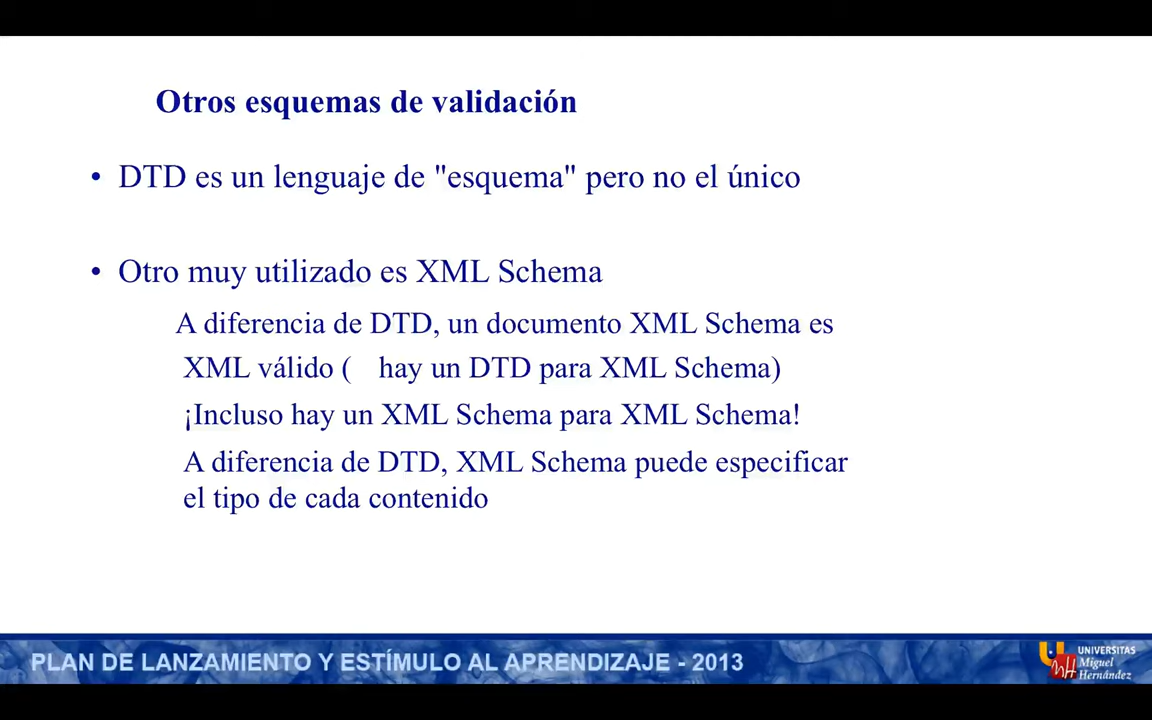 Otros esquemas de validación
• DTD es un lenguaje de "esquema" pero no el único
• Otro muy utilizado es XML Schema
A diferencia de DTD, un documento XML Schema es
XML válido ( hay un DTD para XML Schema)
¡Incluso hay un XML Schema para XML Schema!
A diferencia de DTD, XML Schema puede especificar
el tipo de cada contenido
PLAN DE LANZAMIENTO Y ESTÍMULO AL APRENDIZAJE - 2013
UNIVERSITAS
Miguel
Hernández